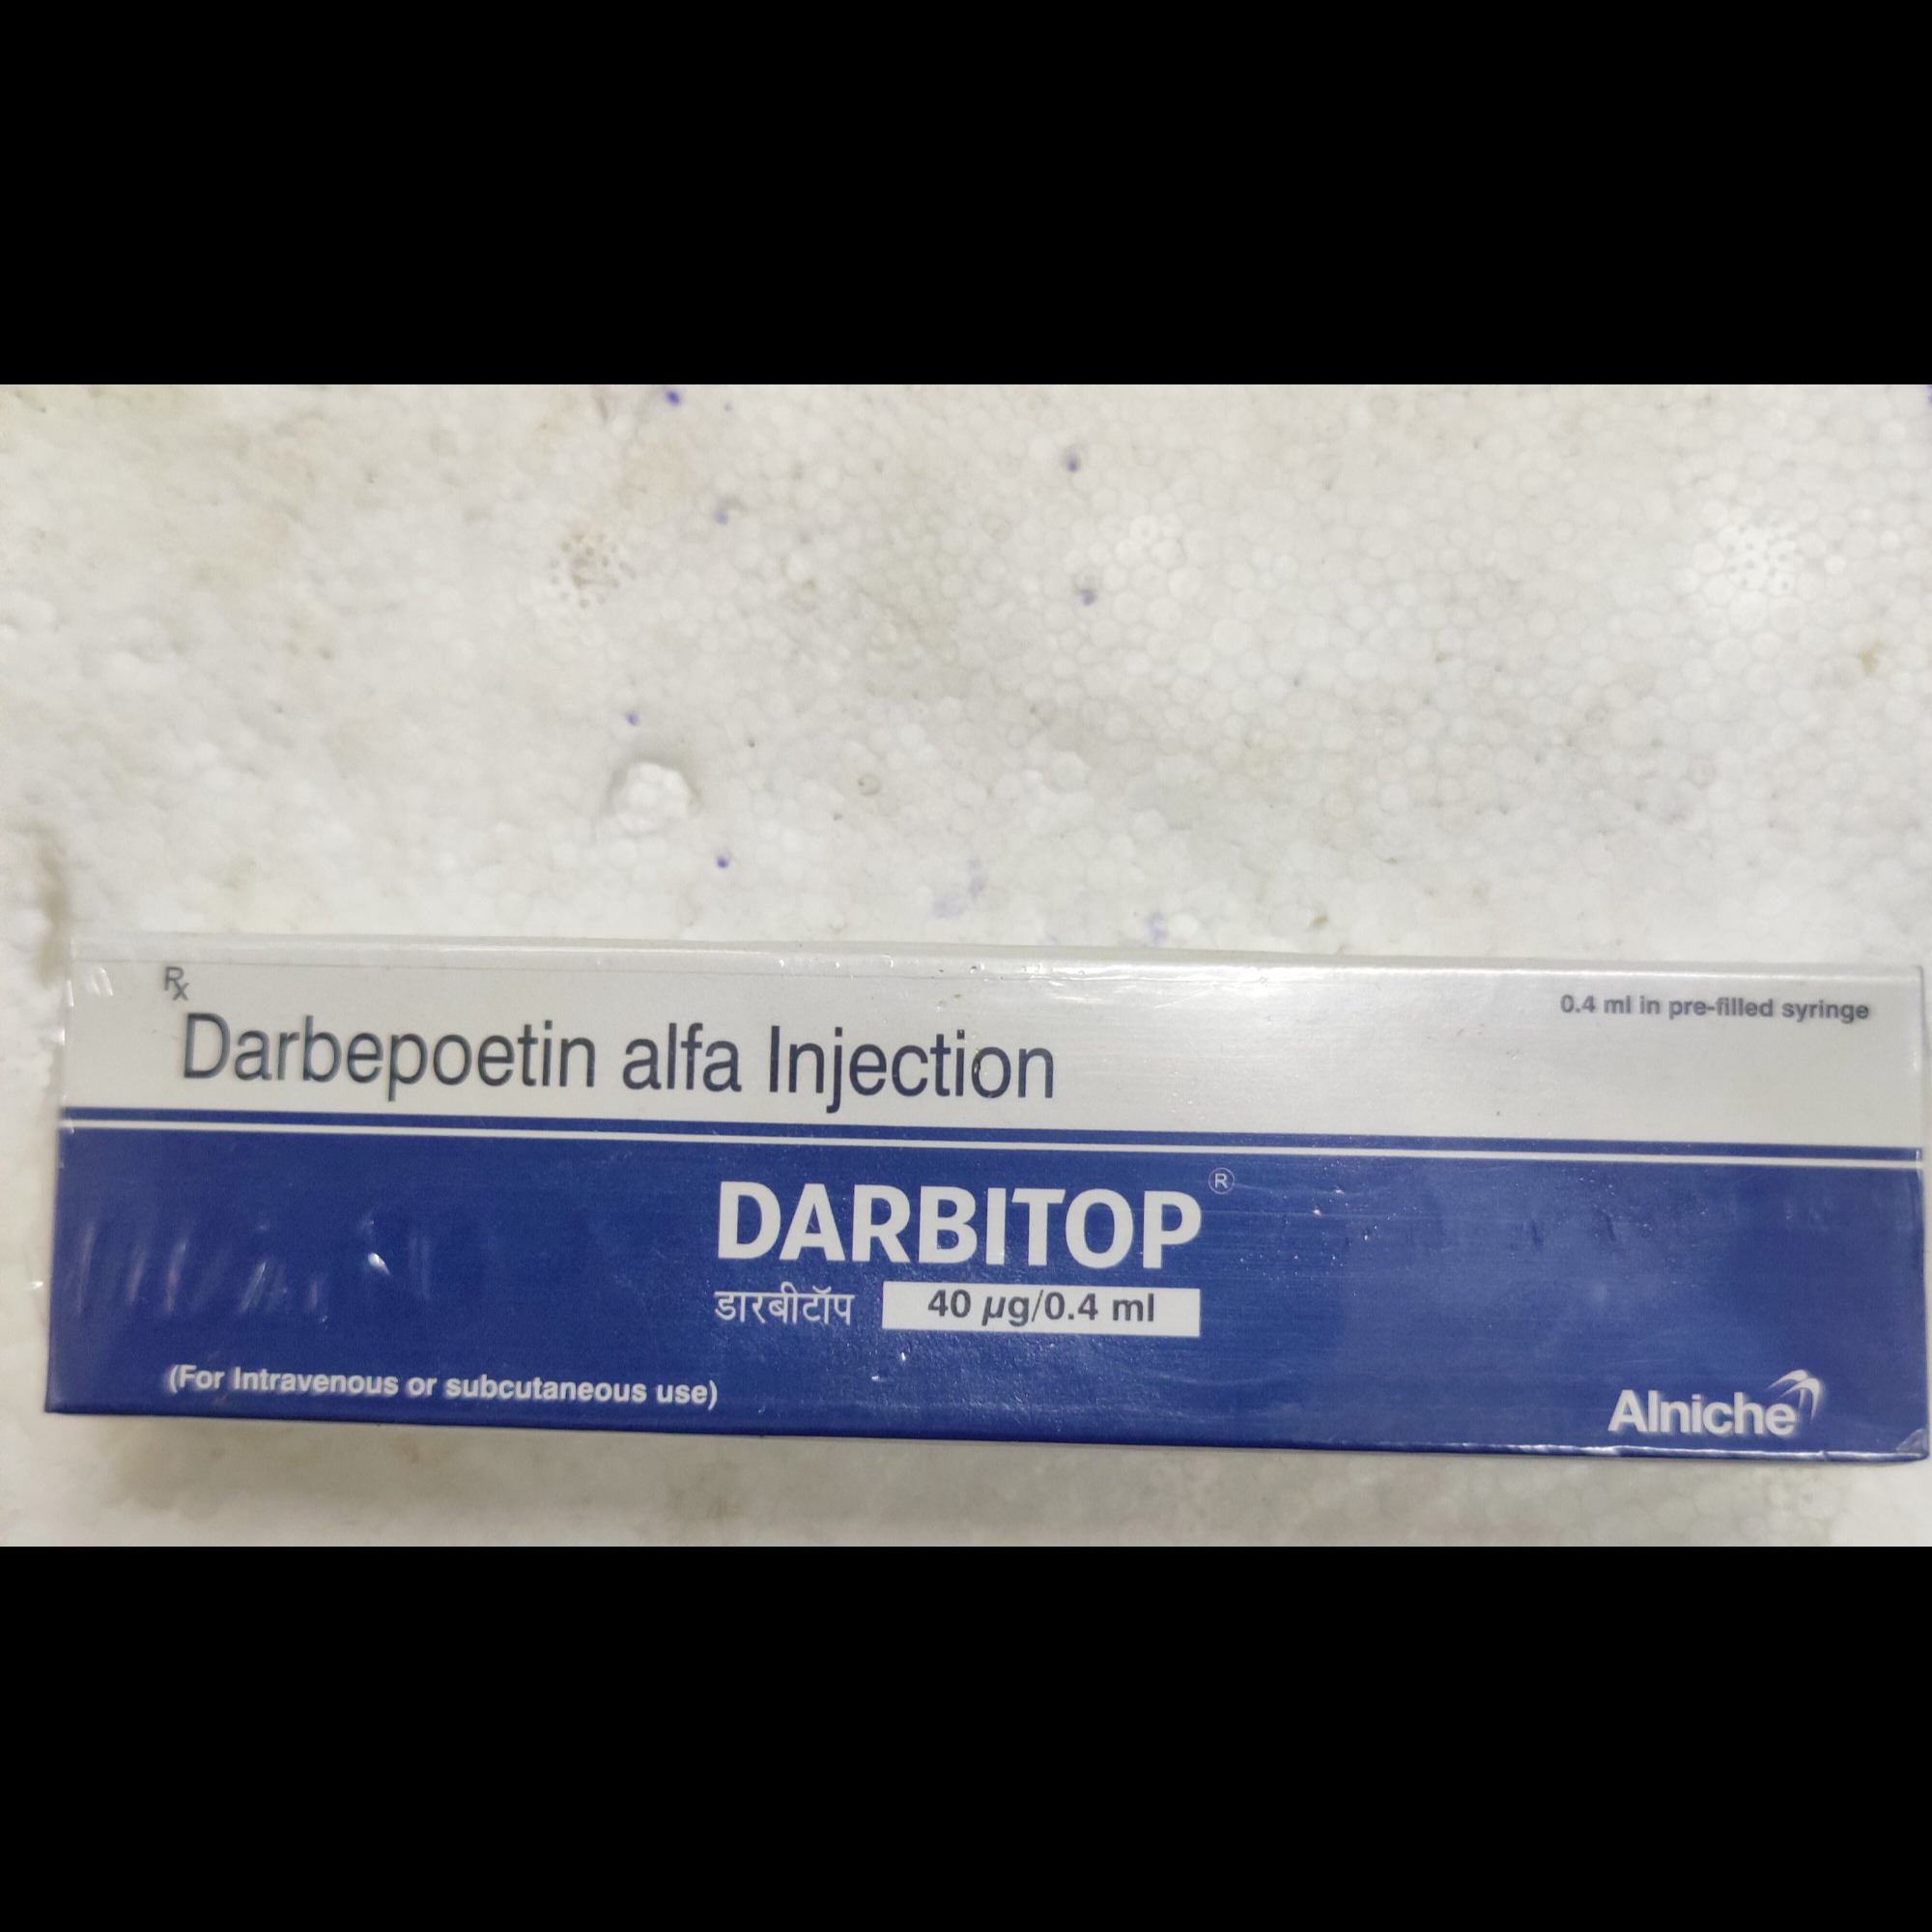 Rx
0.4 ml in pre-filled syringe
Darbepoetin alfa Injection
DARBITOP®
डारबीटॉप 40 µg/0.4 ml
(For Intravenous or subcutaneous use)
Alniche